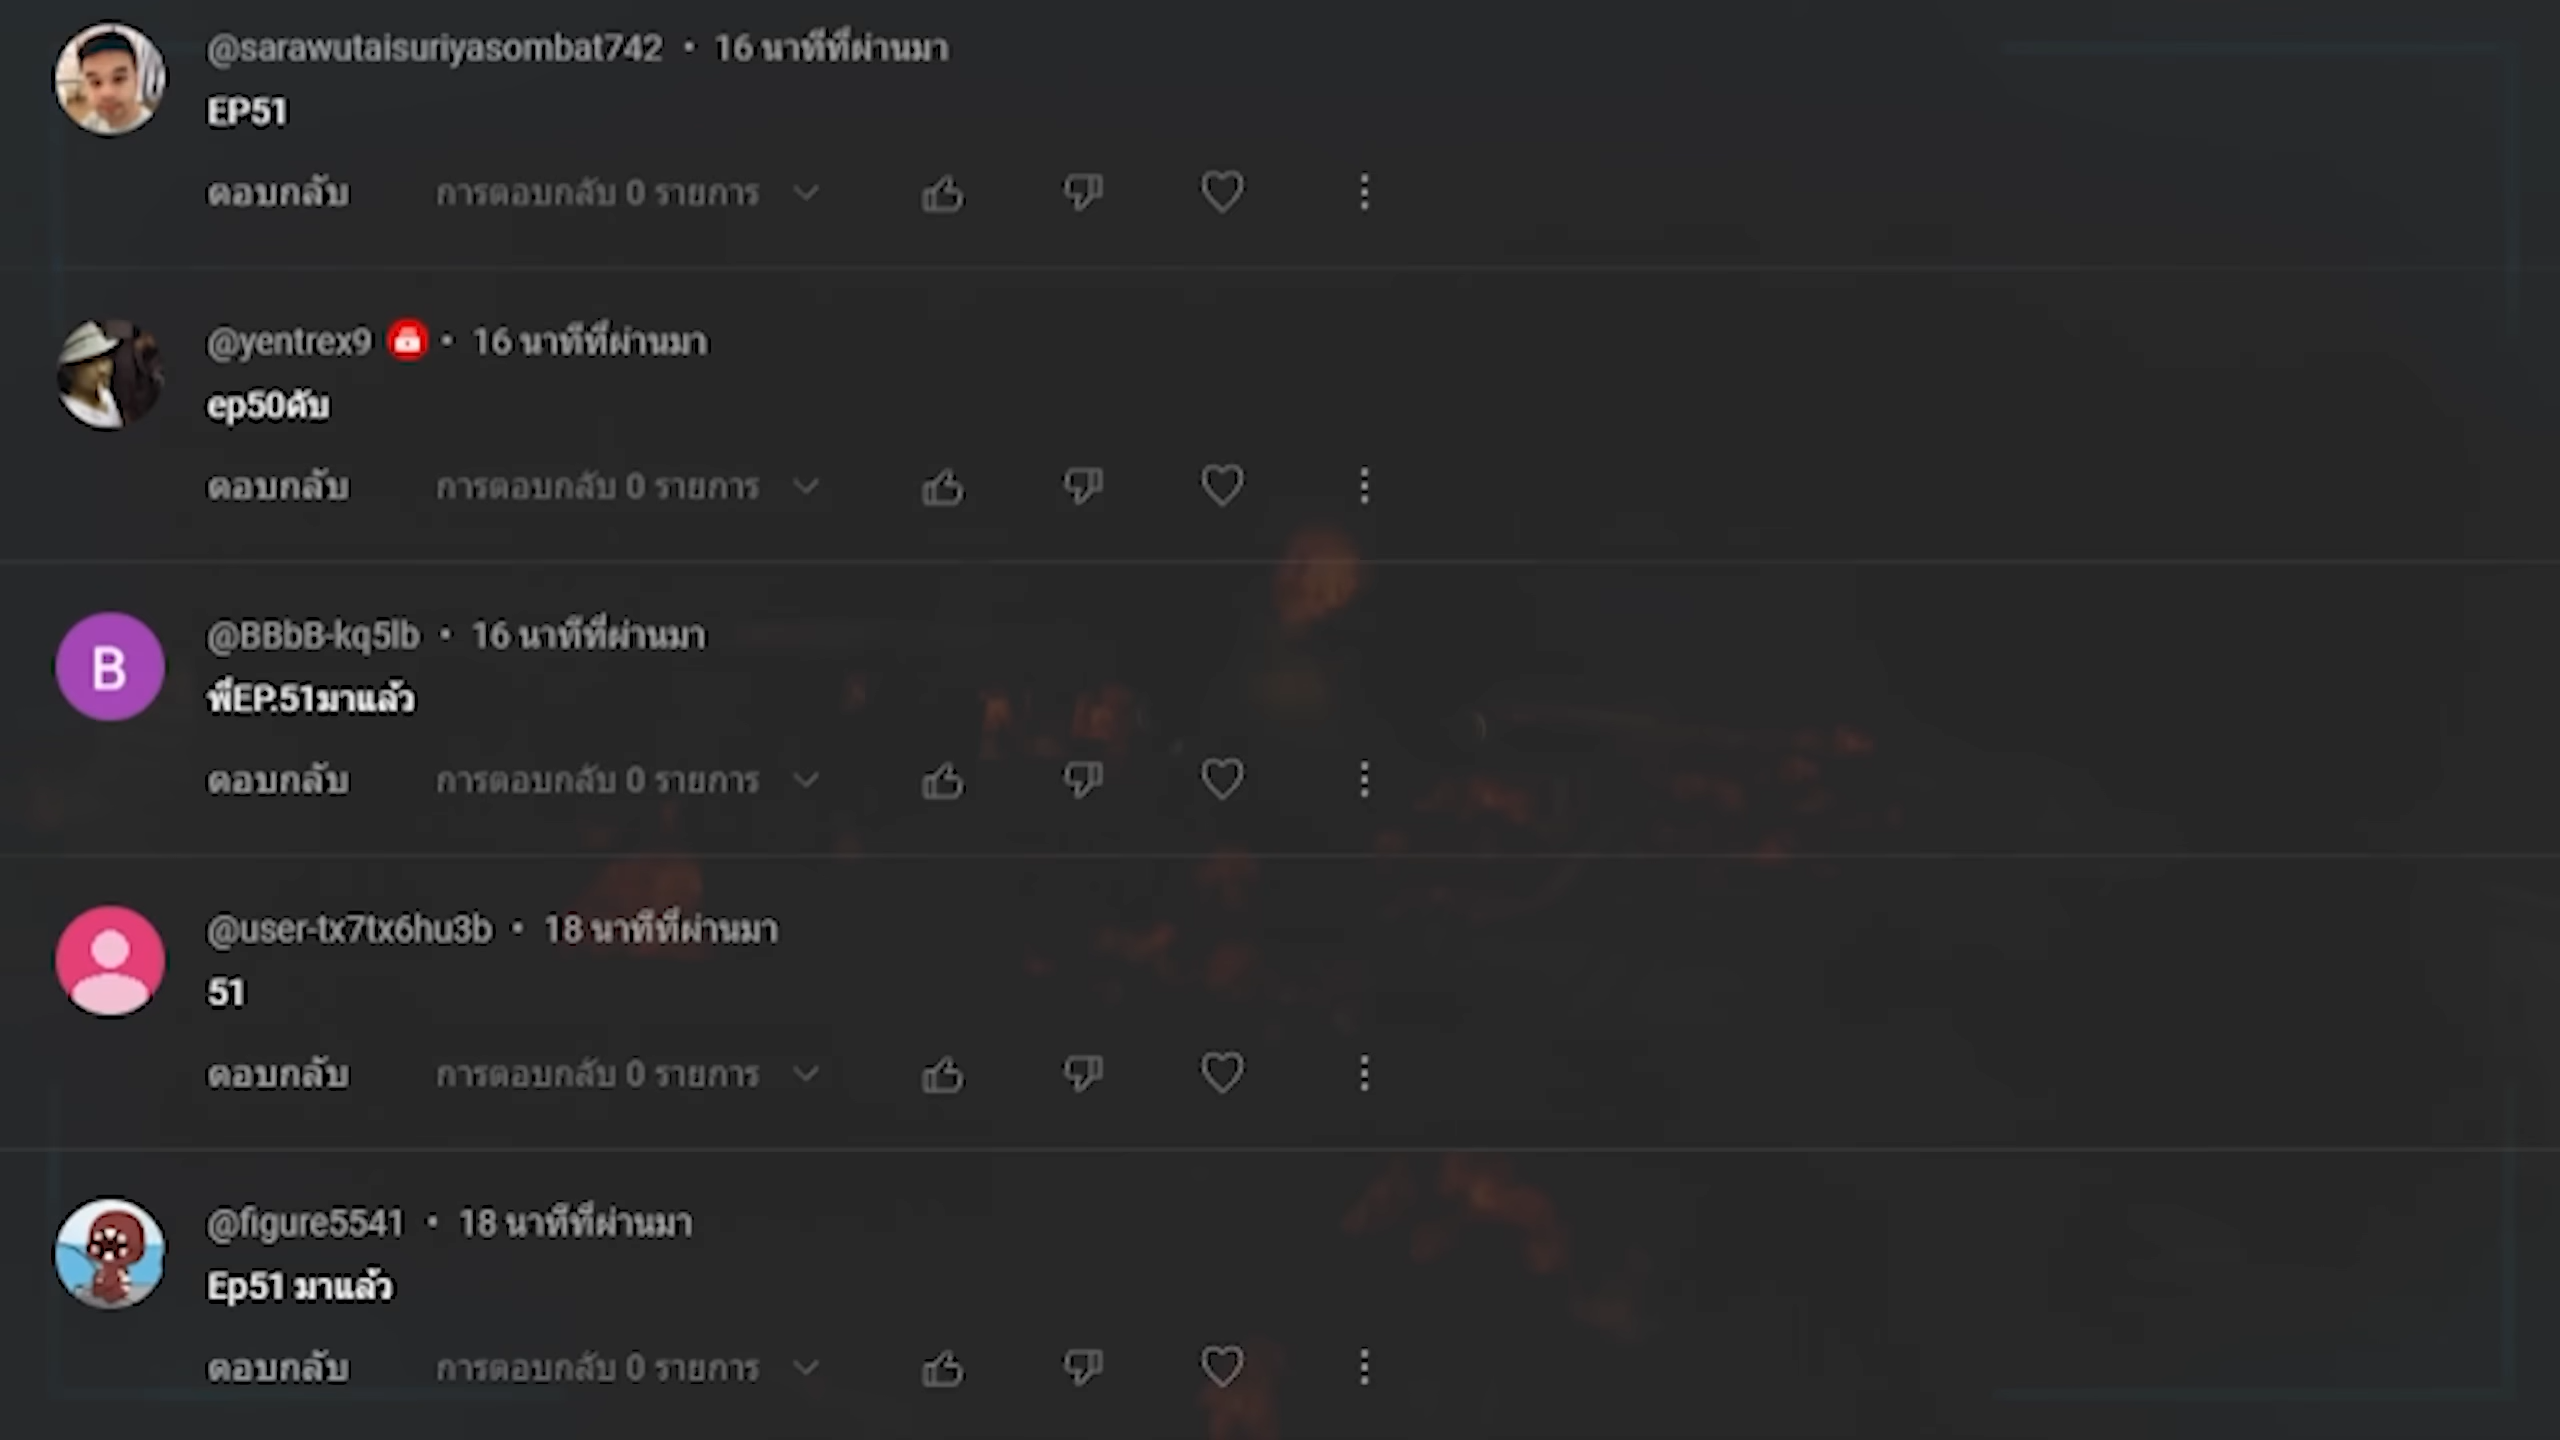 @sarawutaisuriyasombat742 • 16 นาทีที่ผ่านมา
EP51
ตอบกลับ การตอบกลับ 0 รายการ
@yentrex9 • 16 นาทีที่ผ่านมา
ep50ดับ
ตอบกลับ การตอบกลับ 0 รายการ
B
@BBbB-kq5lb • 16 นาทีที่ผ่านมา
พี่EP.51มาแล้ว
ตอบกลับ การตอบกลับ 0 รายการ
@user-tx7tx6hu3b • 18 นาทีที่ผ่านมา
51
ตอบกลับ การตอบกลับ 0 รายการ
@figure5541 • 18 นาทีที่ผ่านมา
Ep51 มาแล้ว
ตอบกลับ การตอบกลับ 0 รายการ